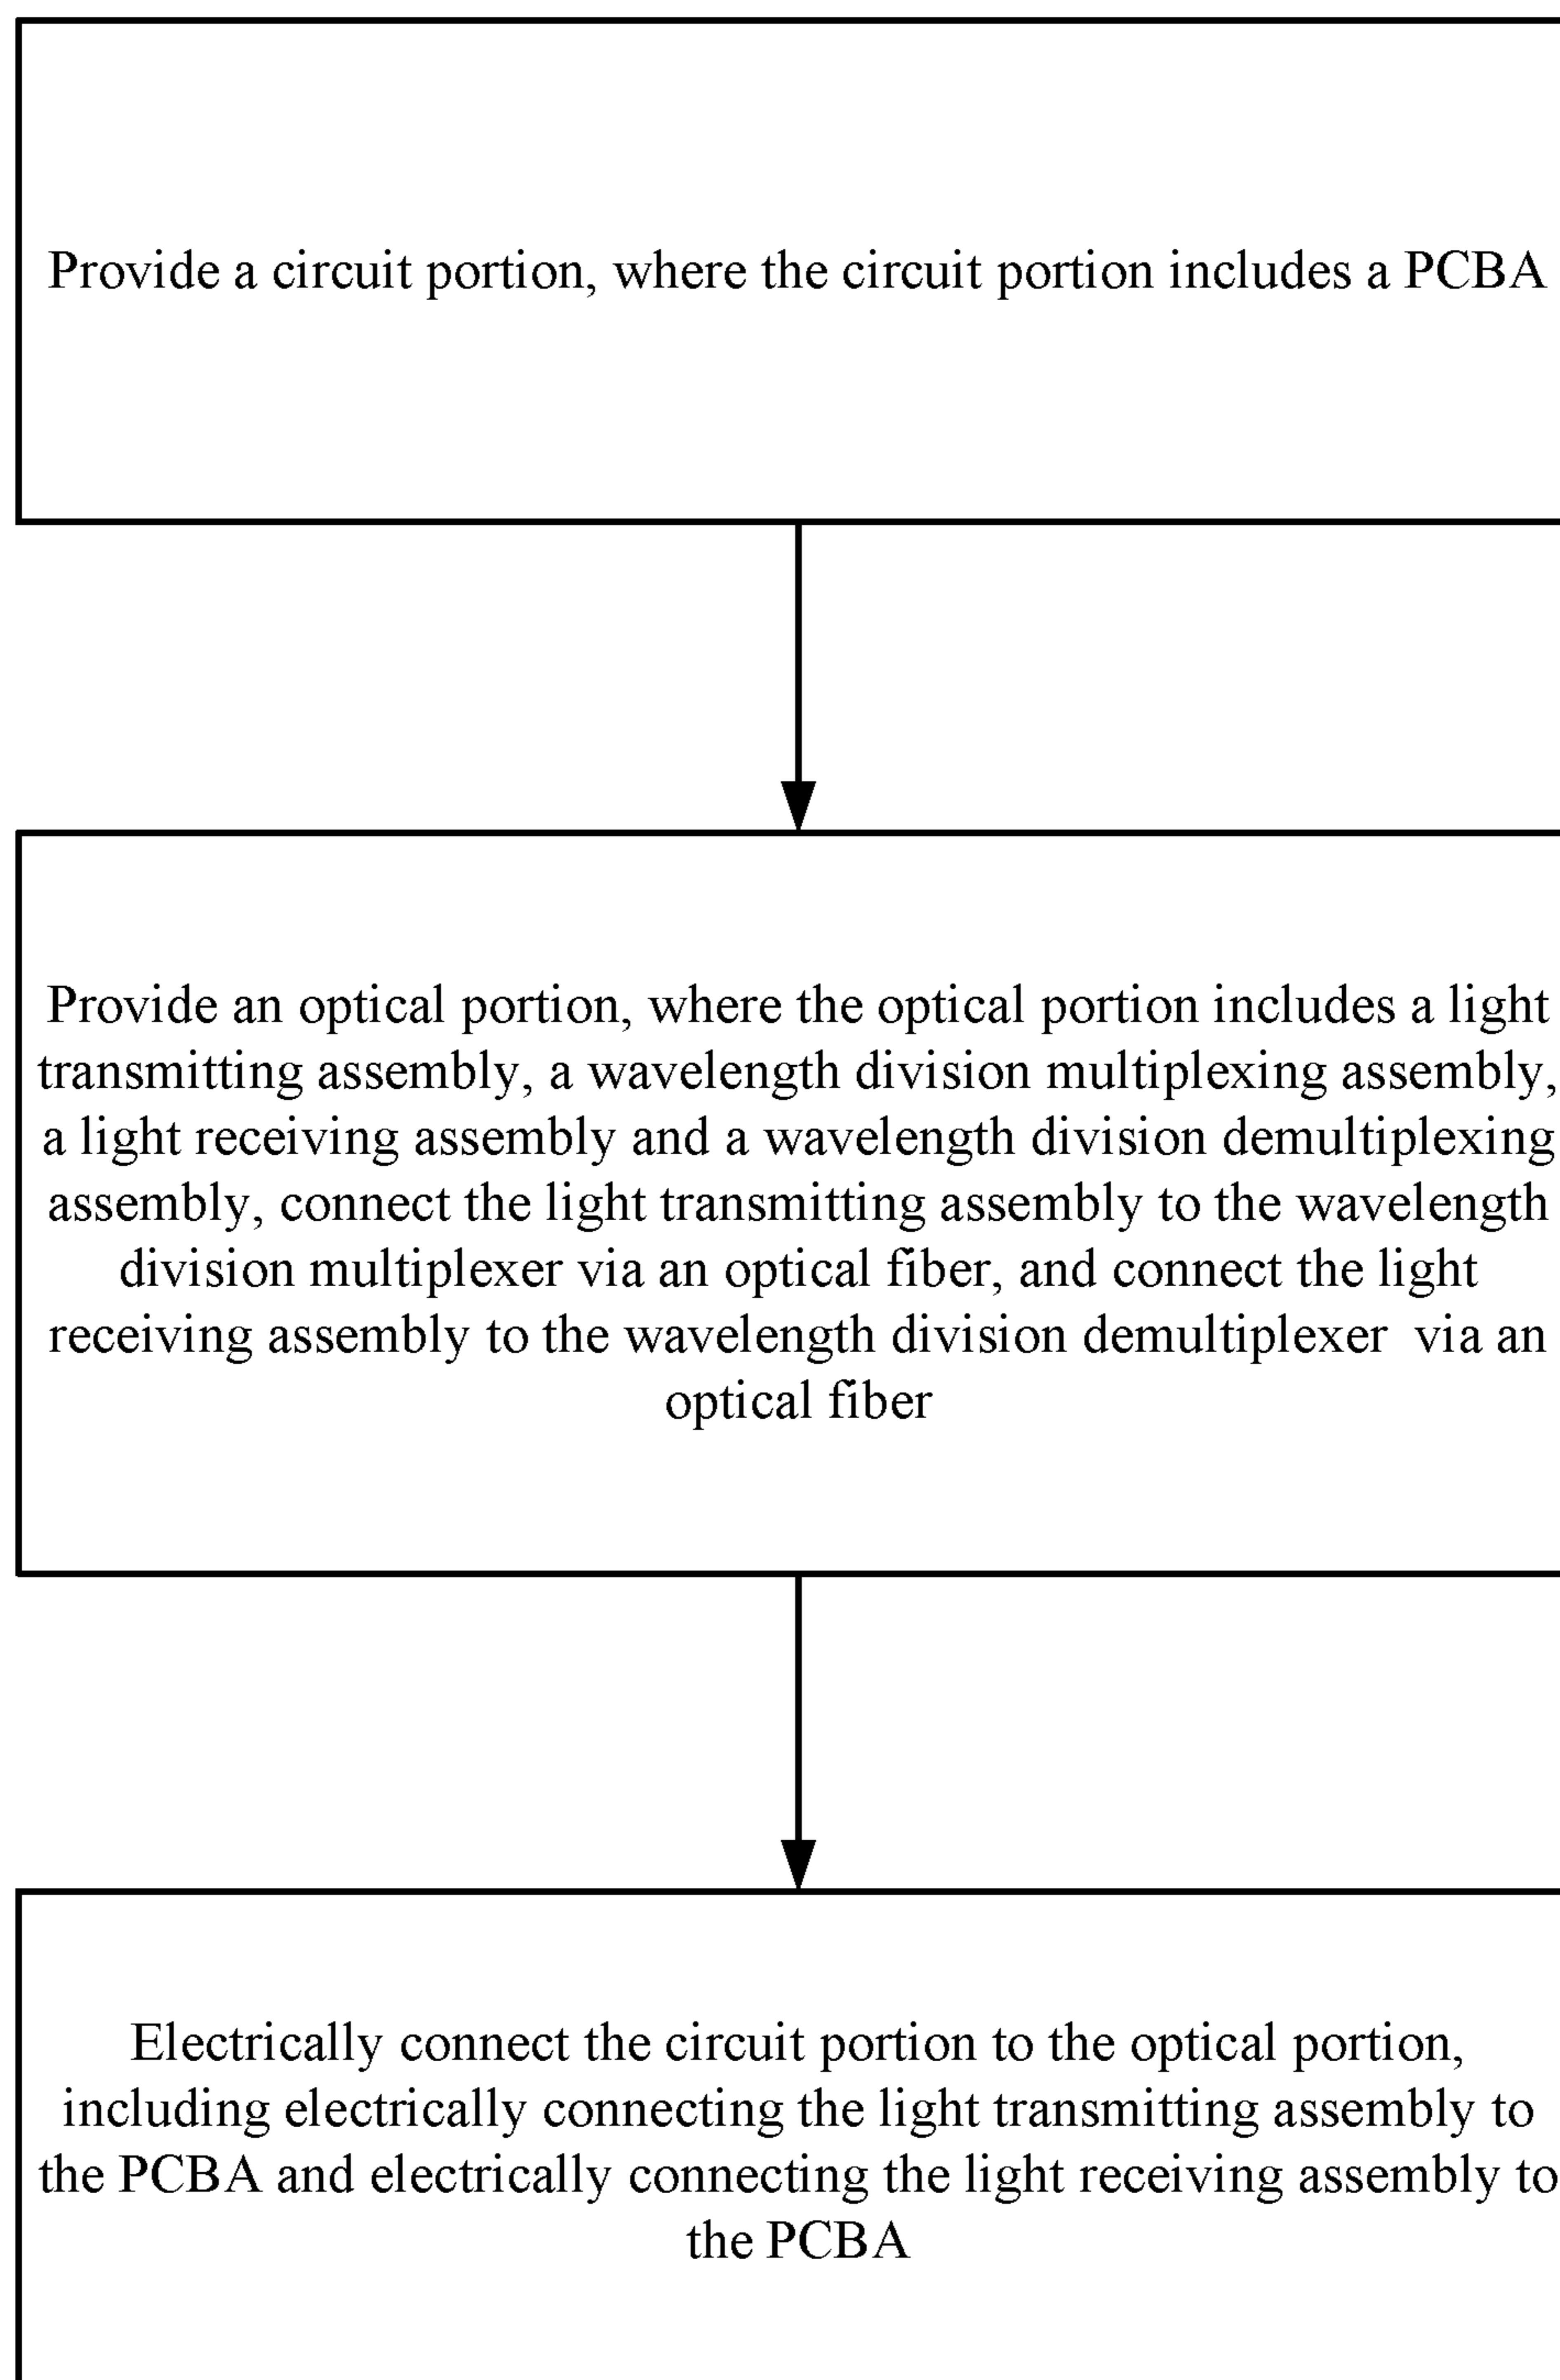 Provide a circuit portion, where the circuit portion includes a PCBA
Provide an optical portion, where the optical portion includes a light
transmitting assembly, a wavelength division multiplexing assembly,
a light receiving assembly and a wavelength division demultiplexing
assembly, connect the light transmitting assembly to the wavelength
division multiplexer via an optical fiber, and connect the light
receiving assembly to the wavelength division demultiplexer  via an
optical fiber
Electrically connect the circuit portion to the optical portion,
including electrically connecting the light transmitting assembly to
the PCBA and electrically connecting the light receiving assembly to
the PCBA